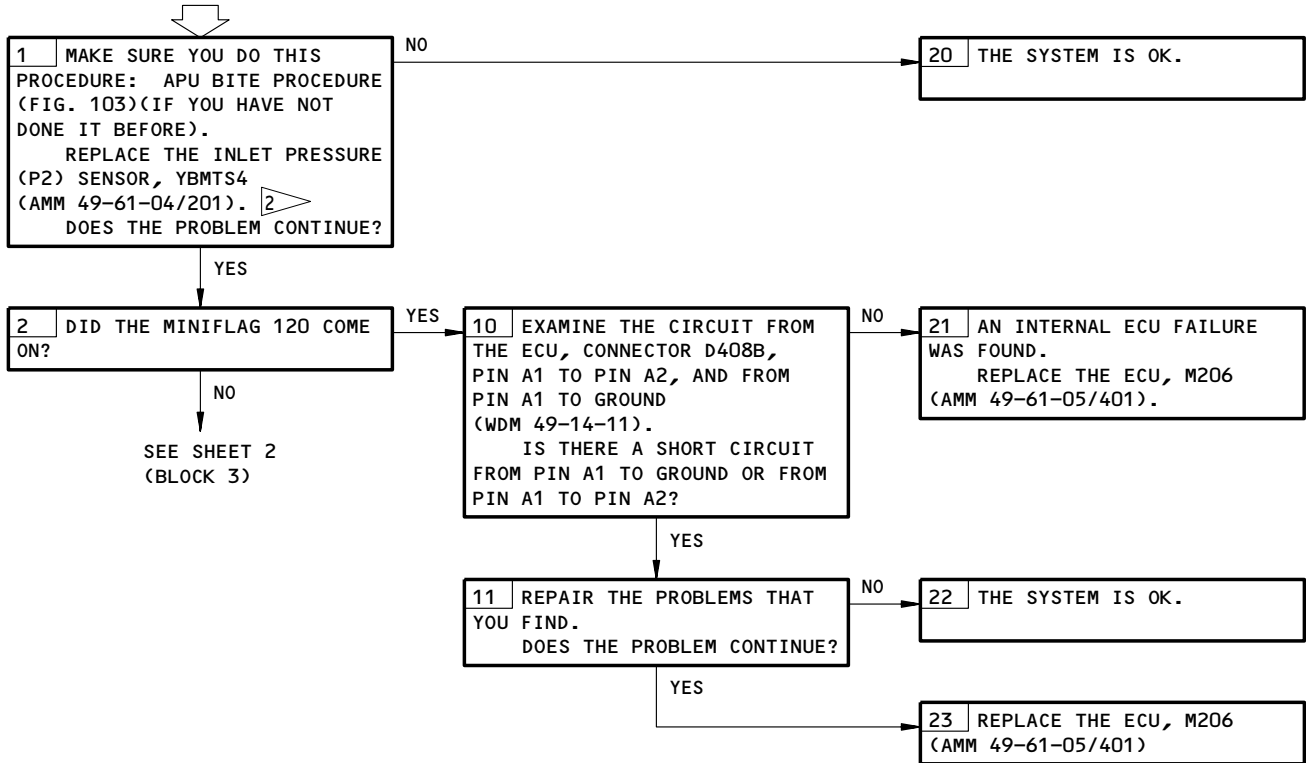 1 MAKE SURE YOU DO THIS
PROCEDURE: APU BITE PROCEDURE
(FIG. 103)(IF YOU HAVE NOT
DONE IT BEFORE).
REPLACE THE INLET PRESSURE
(P2) SENSOR, YBMTS4
(AMM 49-61-04/201). 2
DOES THE PROBLEM CONTINUE?
NO
20 THE SYSTEM IS OK.
YES
2 DID THE MINIFLAG 120 COME
ON?
YES
10 EXAMINE THE CIRCUIT FROM
THE ECU, CONNECTOR D408B,
PIN A1 TO PIN A2, AND FROM
PIN A1 TO GROUND
(WDM 49-14-11).
IS THERE A SHORT CIRCUIT
FROM PIN A1 TO GROUND OR FROM
PIN A1 TO PIN A2?
NO
21 AN INTERNAL ECU FAILURE
WAS FOUND.
REPLACE THE ECU, M206
(AMM 49-61-05/401).
NO
SEE SHEET 2
(BLOCK 3)
YES
11 REPAIR THE PROBLEMS THAT
YOU FIND.
DOES THE PROBLEM CONTINUE?
NO
22 THE SYSTEM IS OK.
YES
23 REPLACE THE ECU, M206
(AMM 49-61-05/401)